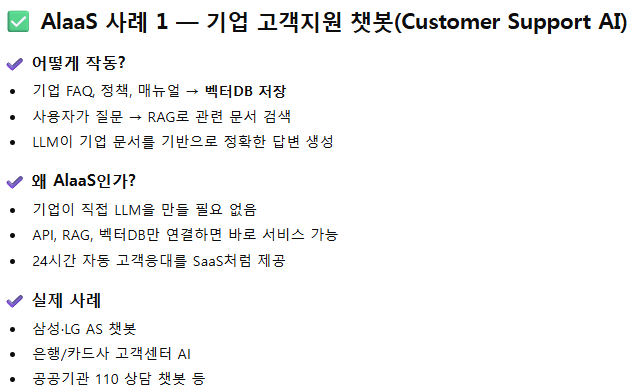 ✅ AIaaS 사례 1 — 기업 고객지원 챗봇(Customer Support AI)
✔ 어떻게 작동?
• 기업 FAQ, 정책, 매뉴얼 → 벡터DB 저장
• 사용자가 질문 → RAG로 관련 문서 검색
• LLM이 기업 문서를 기반으로 정확한 답변 생성
✔ 왜 AIaaS인가?
• 기업이 직접 LLM을 만들 필요 없음
• API, RAG, 벡터DB만 연결하면 바로 서비스 가능
• 24시간 자동 고객응대를 SaaS처럼 제공
✔ 실제 사례
• 삼성·LG AS 챗봇
• 은행/카드사 고객센터 AI
• 공공기관 110 상담 챗봇 등